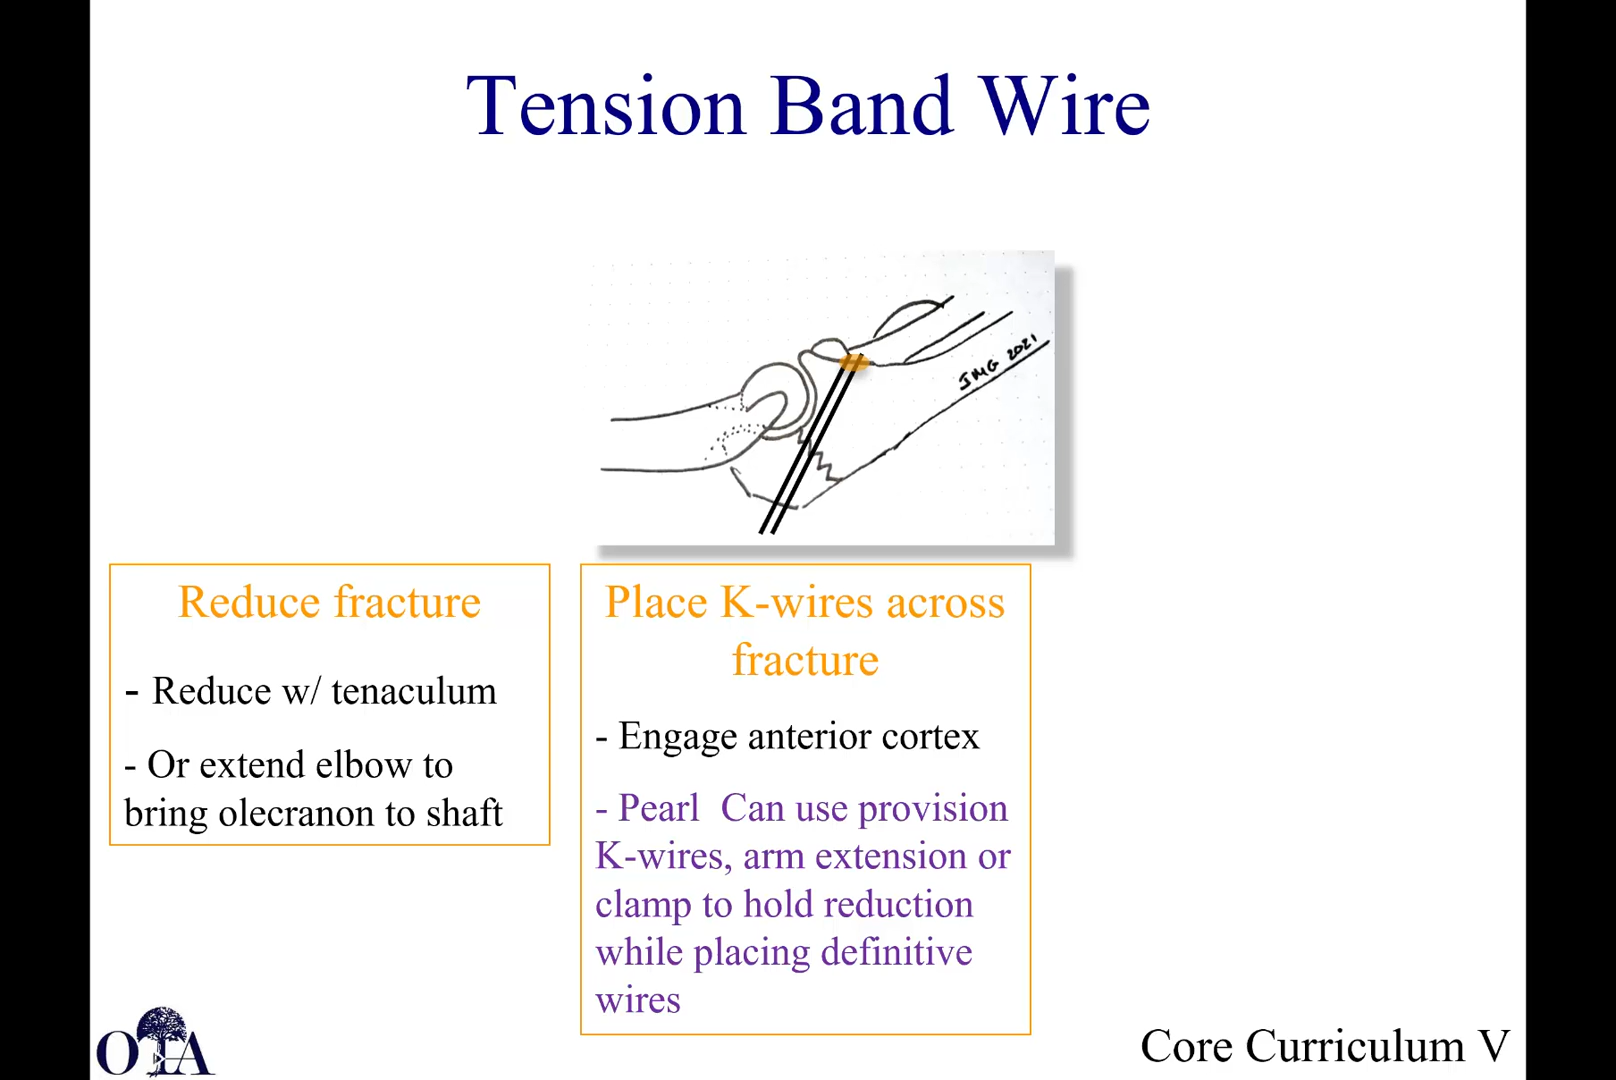 Tension Band Wire
JMG 2021
Reduce fracture
- Reduce w/ tenaculum
- Or extend elbow to
bring olecranon to shaft
Place K-wires across
fracture
- Engage anterior cortex
- Pearl  Can use provision
K-wires, arm extension or
clamp to hold reduction
while placing definitive
wires
OTA
Core Curriculum V